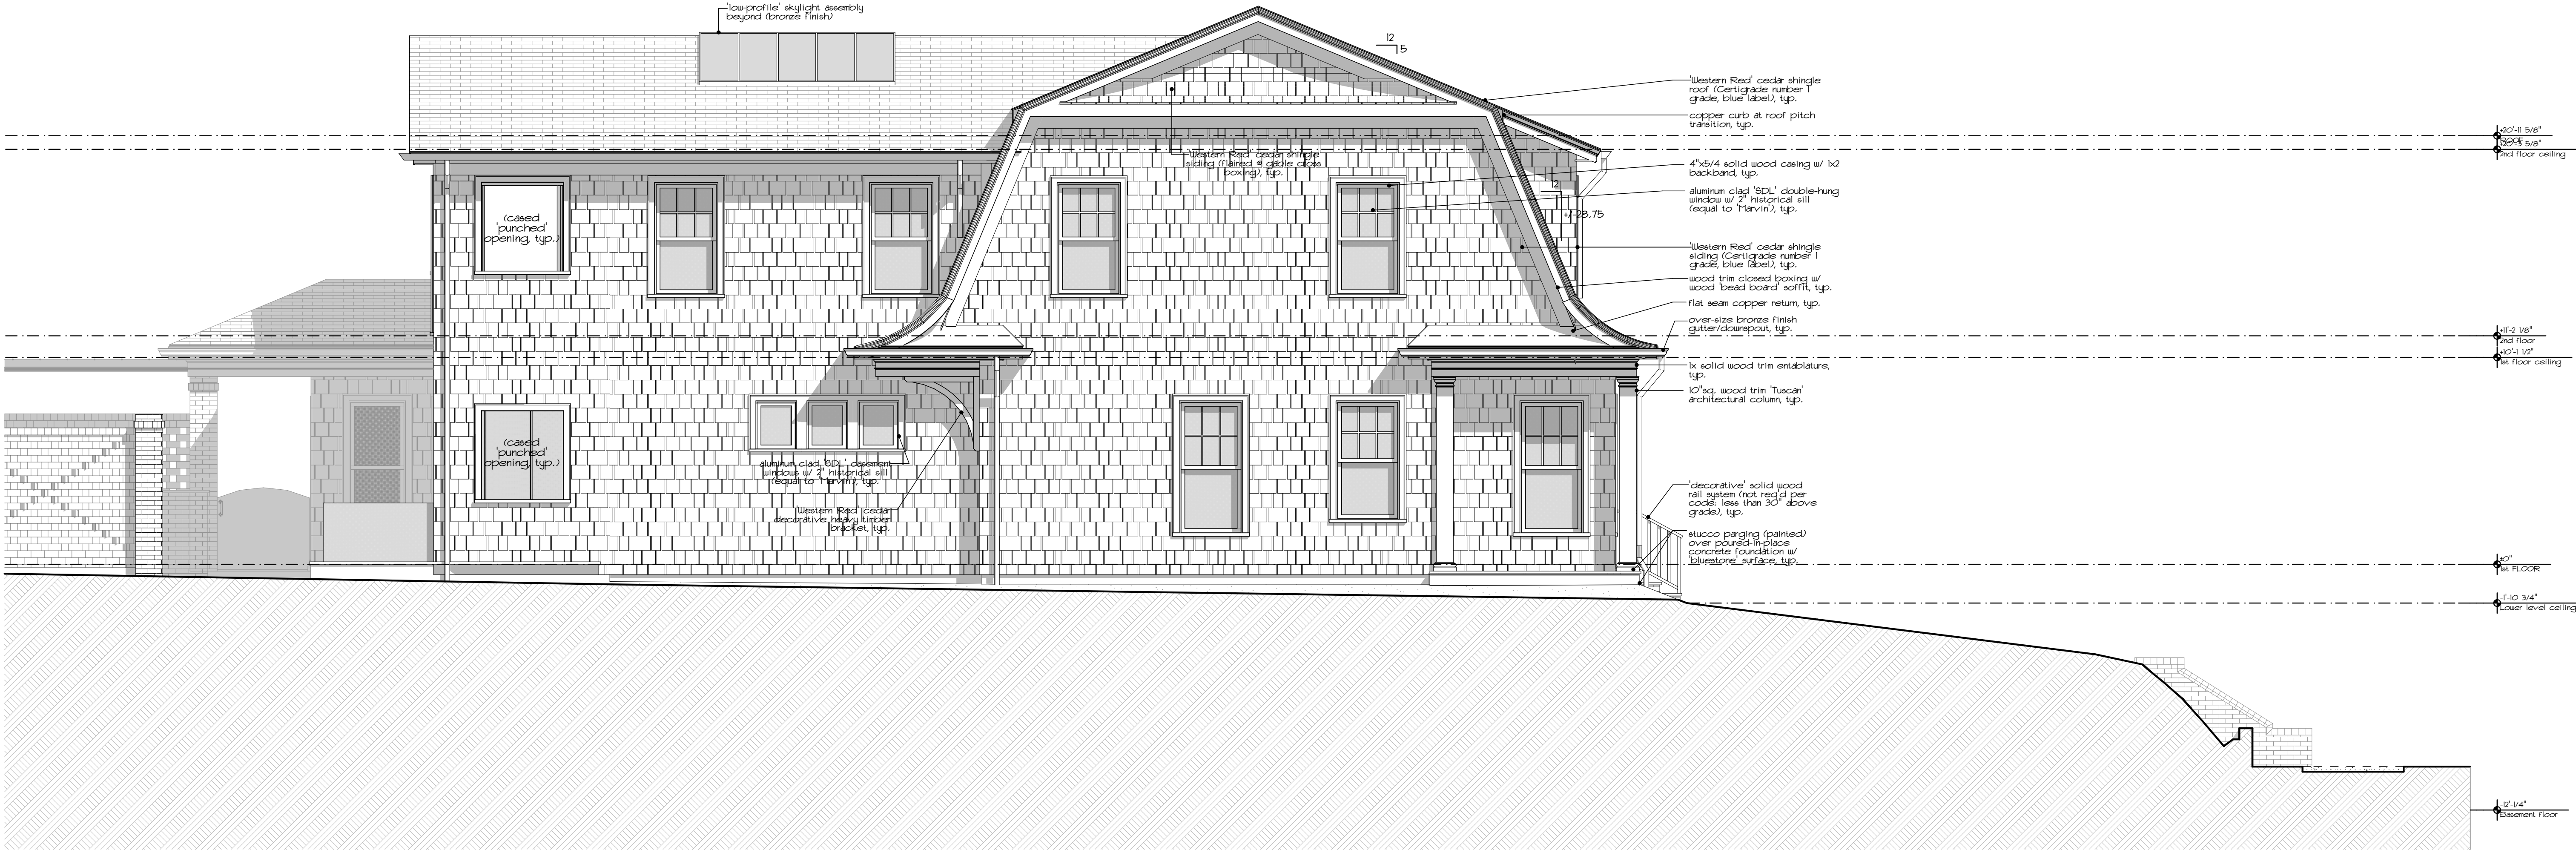 'low-profile' skylight assembly
beyond (bronze finish)
12
5
'Western Red' cedar shingle
roof (Certigrade number 1
grade, blue label), typ.
copper curb at roof pitch
transition, typ.
+20'-11 5/8"
ROOF
+20'-3 5/8"
2nd floor ceiling
'Western Red' cedar shingle
siding (flaired @ gable cross
boxing), typ.
4"x5/4 solid wood casing w/ 1x2
backband, typ.
12
+/-28.75
aluminum clad 'SDL' double-hung
window w/ 2" historical sill
(equal to 'Marvin'), typ.
(cased
'punched'
opening, typ.)
'Western Red' cedar shingle
siding (Certigrade number 1
grade, blue label), typ.
wood trim closed boxing w/
wood 'bead board' soffit, typ.
flat seam copper return, typ.
over-size bronze finish
gutter/downspout, typ.
+11'-2 1/8"
2nd floor
+10'-1 1/2"
1st floor ceiling
1x solid wood trim entablature,
typ.
10"sq. wood trim 'Tuscan'
architectural column, typ.
(cased
'punched'
opening, typ.)
aluminum clad 'SDL' casement
windows w/ 2" historical sill
(equal to 'Marvin'), typ.
'Western Red' cedar
decorative heavy timber
bracket, typ.
'decorative' solid wood
rail system (not req'd per
code; less than 30" above
grade), typ.
stucco parging (painted)
over poured-in-place
concrete foundation w/
'bluestone' surface, typ.
±0"
1st FLOOR
-1'-10 3/4"
Lower level ceiling
-12'-1/4"
Basement floor